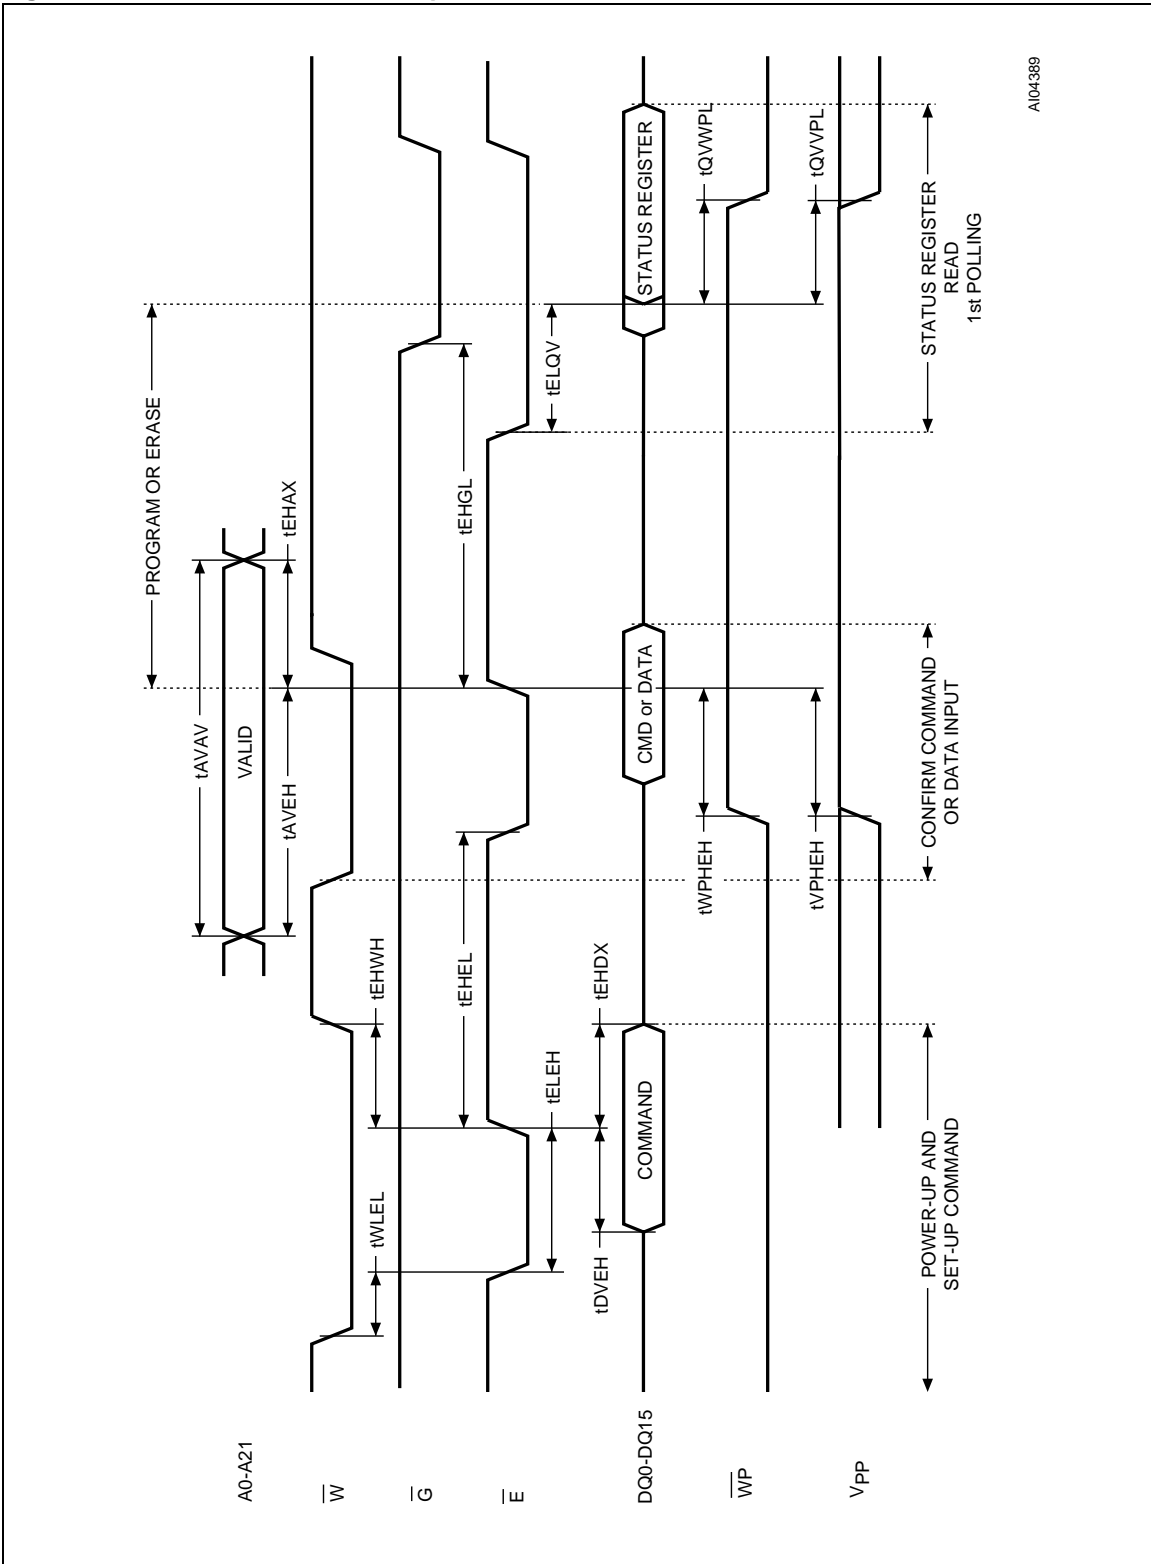 A0-A21
tAVAV
VALID
PROGRAM OR ERASE
tAVEH
tEHAX
W
tWLEL
tEHWH
G
tEHEL
tEHGL
E
tELEH
tELQV
tDVEH
tEHDX
DQ0-DQ15
COMMAND
CMD or DATA
STATUS REGISTER
WP
tWPHEH
tQVWPL
VPP
tVPHEH
tQVVPL
POWER-UP AND
SET-UP COMMAND
CONFIRM COMMAND
OR DATA INPUT
STATUS REGISTER
READ
1st POLLING
AI04389